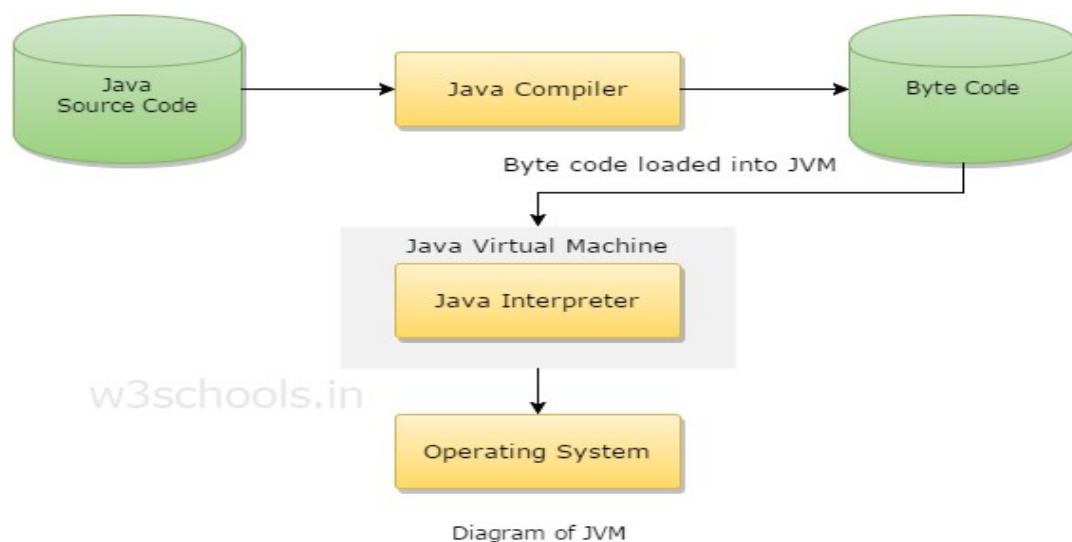 Java
Source Code
Java Compiler
Byte Code
Byte code loaded into JVM
Java Virtual Machine
Java Interpreter
w3schools.in
Operating System
Diagram of JVM